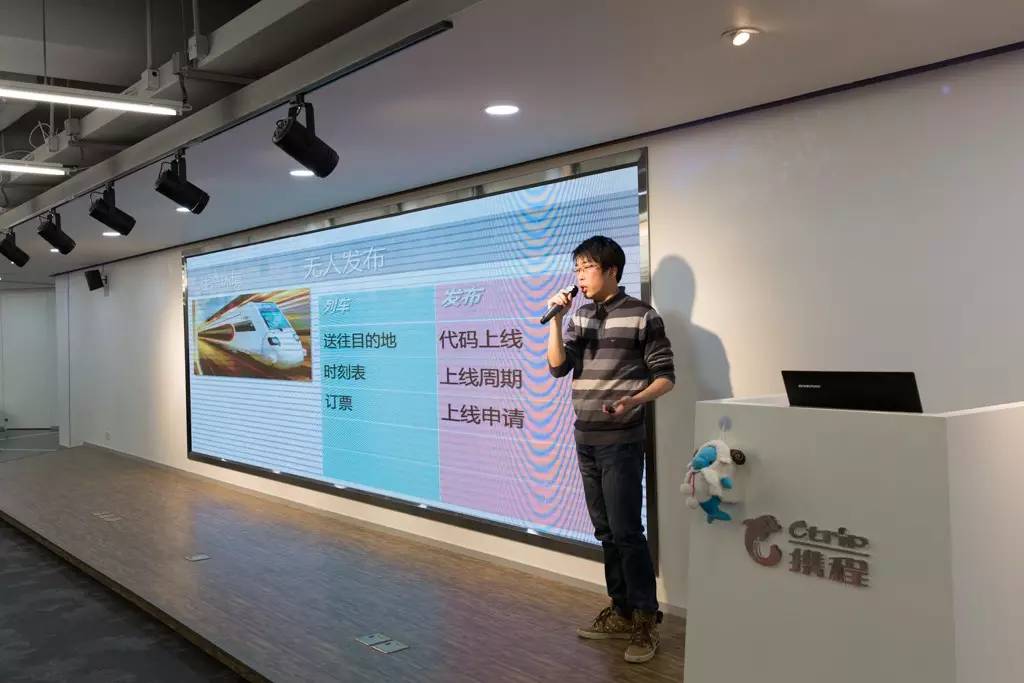 无人发布
列车
发布
送往目的地
代码上线
时刻表
上线周期
订票
上线申请
Ctrip
携程